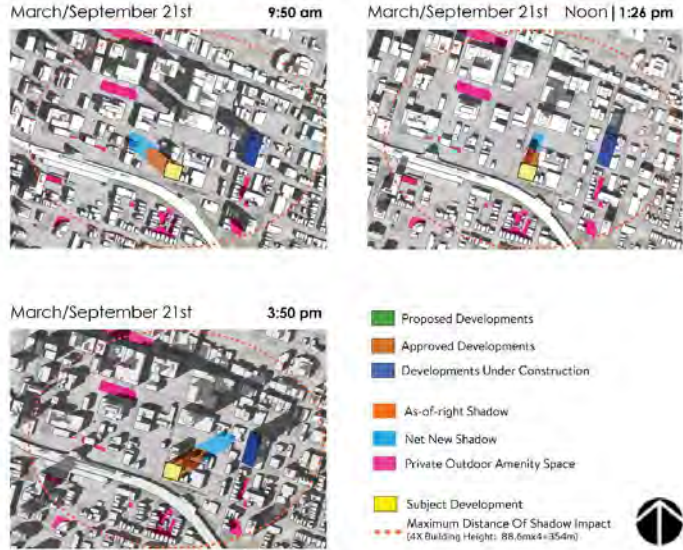 March/September 21st 9:50 am
March/September 21st Noon | 1:26 pm
March/September 21st 3:50 pm
Proposed Developments
Approved Developments
Developments Under Construction
As-of-right Shadow
Net New Shadow
Private Outdoor Amenity Space
Subject Development
Maximum Distance Of Shadow Impact
(4X Building Height: 88.6mx4=354m)